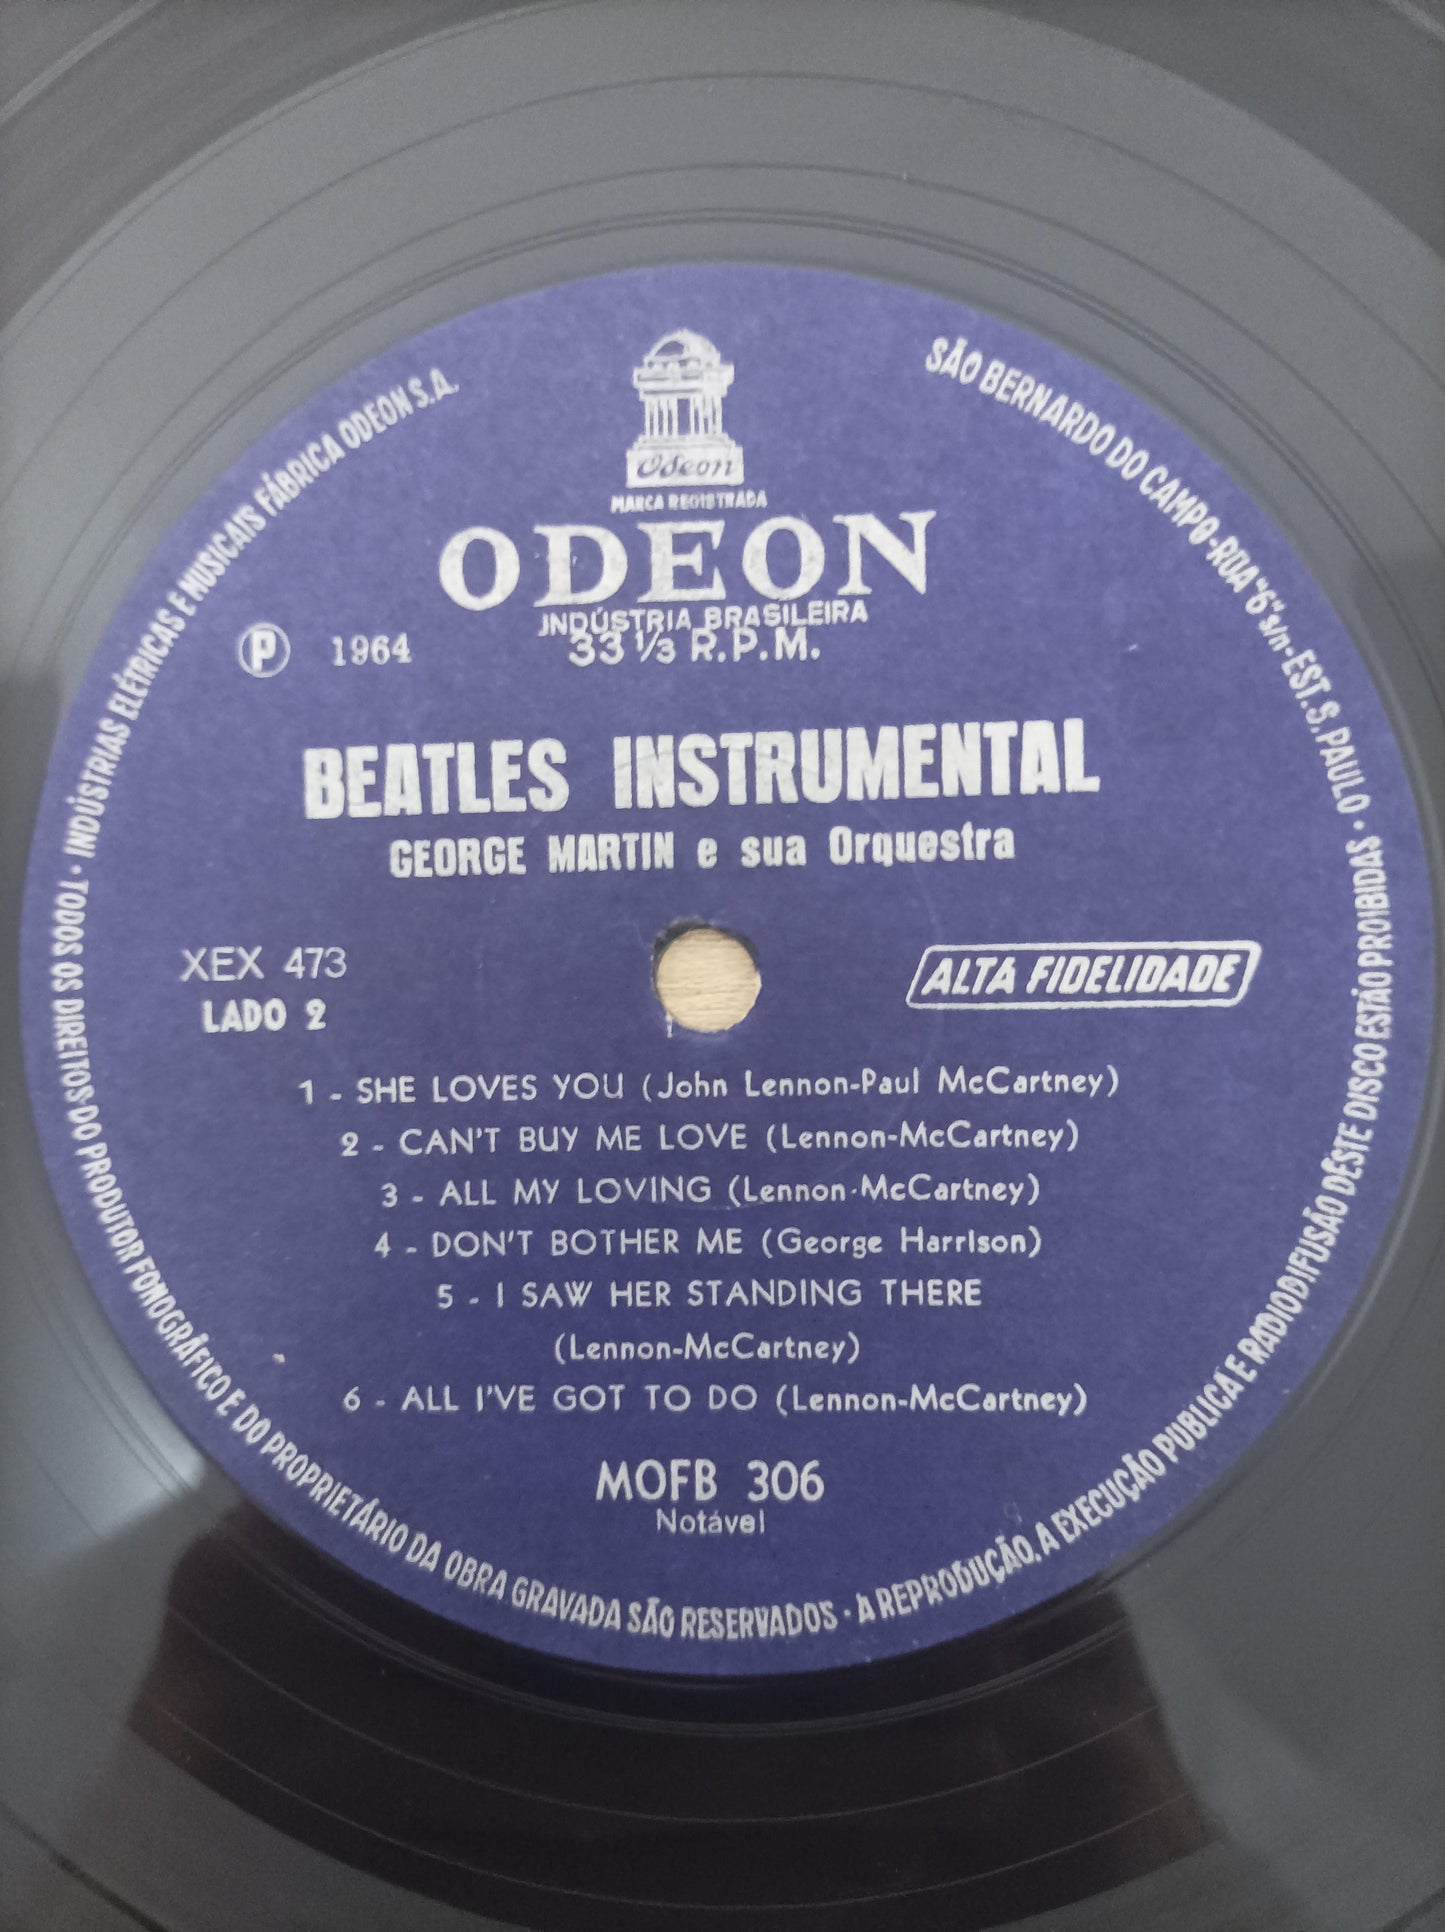 INDÚSTRIAS ELÉTRICAS E MUSICAIS FÁBRICA ODEON S.A.
SÃO BERNARDO DO CAMPO-RUA "6" s/n-EST. S. PAULO •
Odeon
MARCA REGISTRADA
ODEON
INDÚSTRIA BRASILEIRA
33 1/3 R.P.M.
Ⓟ 1964
BEATLES INSTRUMENTAL
GEORGE MARTIN e sua Orquestra
XEX 473
LADO 2
ALTA FIDELIDADE
1 - SHE LOVES YOU (John Lennon-Paul McCartney)
2 - CAN'T BUY ME LOVE (Lennon-McCartney)
3 - ALL MY LOVING (Lennon-McCartney)
4 - DON'T BOTHER ME (George Harrison)
5 - I SAW HER STANDING THERE
(Lennon-McCartney)
6 - ALL I'VE GOT TO DO (Lennon-McCartney)
MOFB 306
Notável
• TODOS OS DIREITOS DO PRODUTOR FONOGRÁFICO E DO PROPRIETÁRIO DA OBRA GRAVADA SÃO RESERVADOS • A REPRODUÇÃO, A EXECUÇÃO PUBLICA E RADIODIFUSÃO DÊSTE DISCO ESTÃO PROIBIDAS